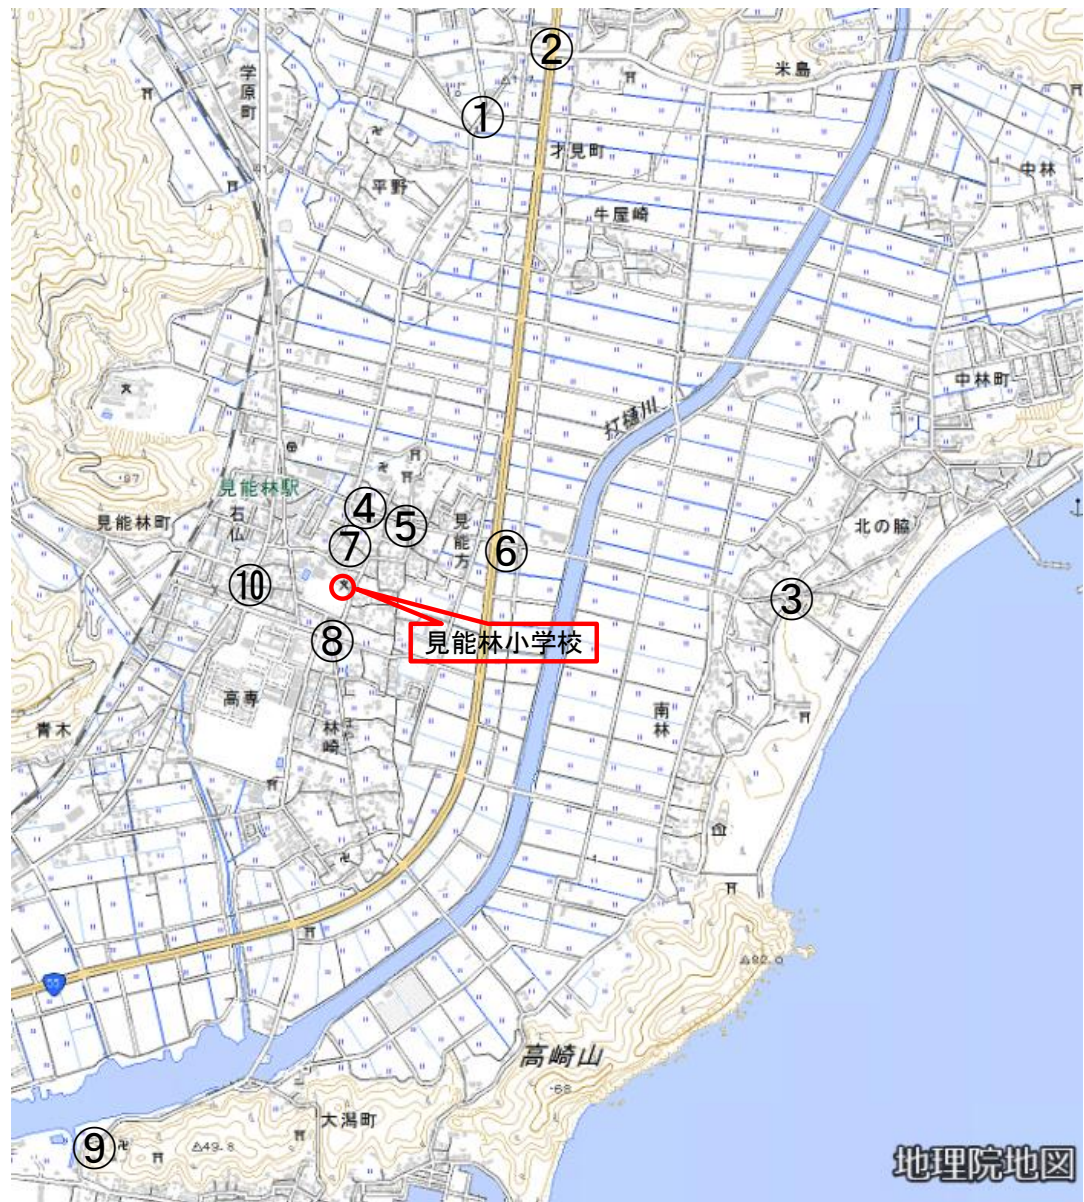 ②
米島
学原町
①
才見町
中林
平野
牛屋崎
中林町
打樋川
・87
見能林駅
④
石仏
見能林町
⑤
見能方
北の脇
⑦
⑥
⑩
③
⑧
見能林小学校
高専
南林
林崎
青木
55
△82.0
高崎山
・68
大潟町
⑨
△49.8
地理院地図